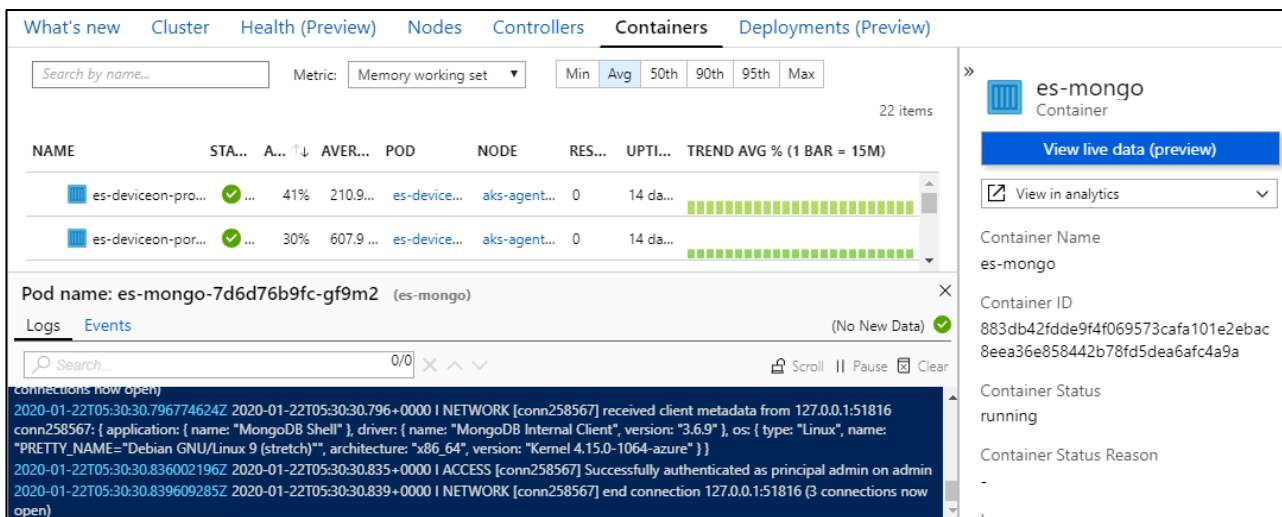 What's new Cluster Health (Preview) Nodes Controllers Containers Deployments (Preview)
Search by name... Metric: Memory working set Min Avg 50th 90th 95th Max
22 items
NAME STA... A... AVER... POD NODE RES... UPTI... TREND AVG % (1 BAR = 15M)
es-deviceon-pro... ... 41% 210.9... es-device... aks-agent... 0 14 da...
es-deviceon-por... ... 30% 607.9 ... es-device... aks-agent... 0 14 da...
Pod name: es-mongo-7d6d76b9fc-gf9m2 (es-mongo)
Logs Events (No New Data)
Search... 0/0 Scroll Pause Clear
connections now open)
2020-01-22T05:30:30.796774624Z 2020-01-22T05:30:30.796+0000 I NETWORK [conn258567] received client metadata from 127.0.0.1:51816
conn258567: { application: { name: "MongoDB Shell" }, driver: { name: "MongoDB Internal Client", version: "3.6.9" }, os: { type: "Linux", name:
"PRETTY_NAME="Debian GNU/Linux 9 (stretch)"", architecture: "x86_64", version: "Kernel 4.15.0-1064-azure" } }
2020-01-22T05:30:30.836002196Z 2020-01-22T05:30:30.835+0000 I ACCESS [conn258567] Successfully authenticated as principal admin on admin
2020-01-22T05:30:30.839609285Z 2020-01-22T05:30:30.839+0000 I NETWORK [conn258567] end connection 127.0.0.1:51816 (3 connections now
open)
es-mongo
Container
View live data (preview)
View in analytics
Container Name
es-mongo
Container ID
883db42fdde9f4f069573cafa101e2ebac
8eea36e858442b78fd5dea6afc4a9a
Container Status
running
Container Status Reason
-